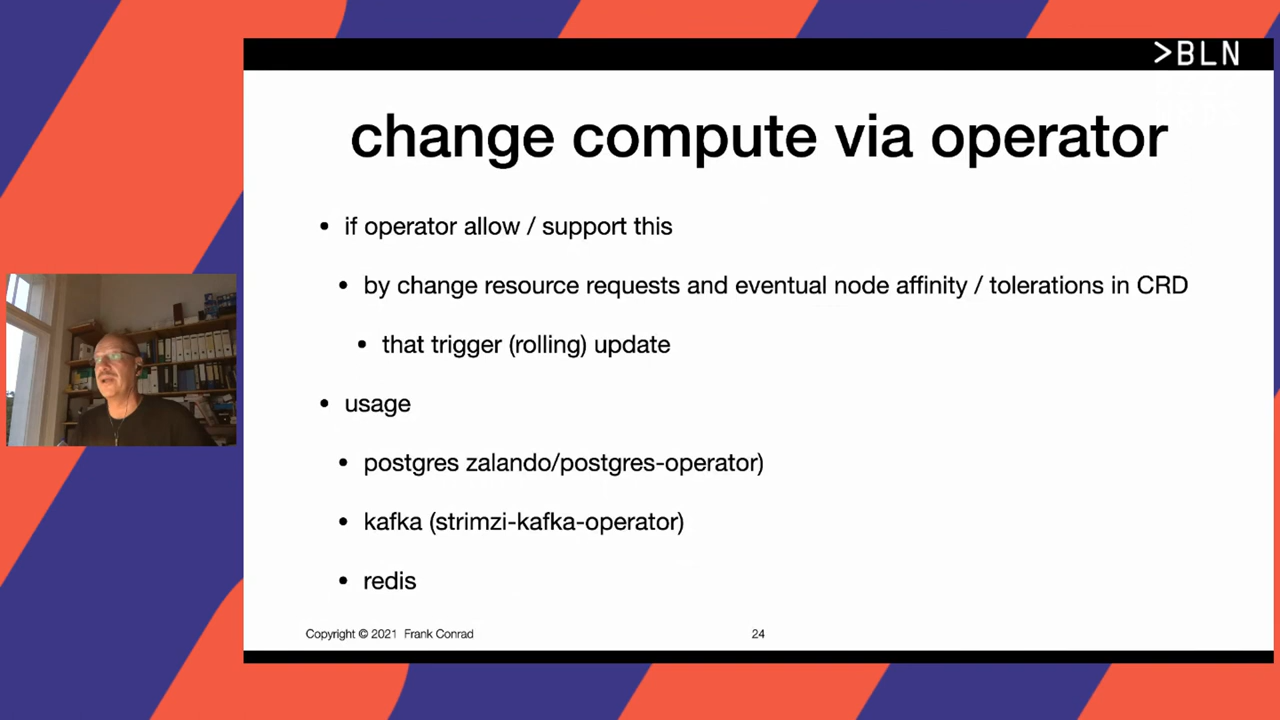 >BLN
change compute via operator
• if operator allow / support this
• by change resource requests and eventual node affinity / tolerations in CRD
• that trigger (rolling) update
• usage
• postgres zalando/postgres-operator)
• kafka (strimzi-kafka-operator)
• redis
Copyright © 2021 Frank Conrad
24